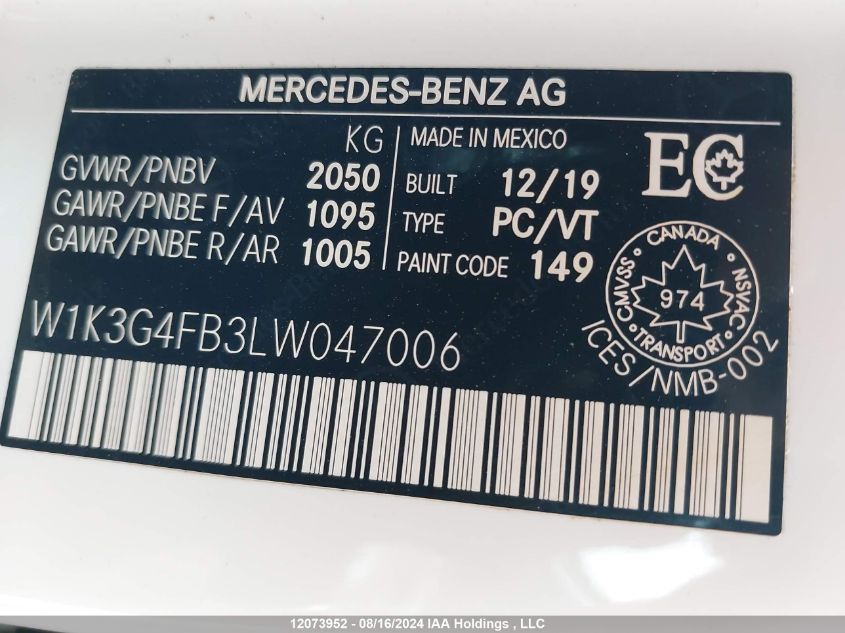 MERCEDES-BENZ AG
KG
GVWR/PNBV 2050
GAWR/PNBE F/AV 1095
GAWR/PNBE R/AR 1005
MADE IN MEXICO
BUILT 12/19
TYPE PC/VT
PAINT CODE 149
EC
CANADA
CMVSS 974 NSVAC
TRANSPORT
ICES/NMB-002
W1K3G4FB3LW047006
12073952 - 08/16/2024 IAA Holdings , LLC